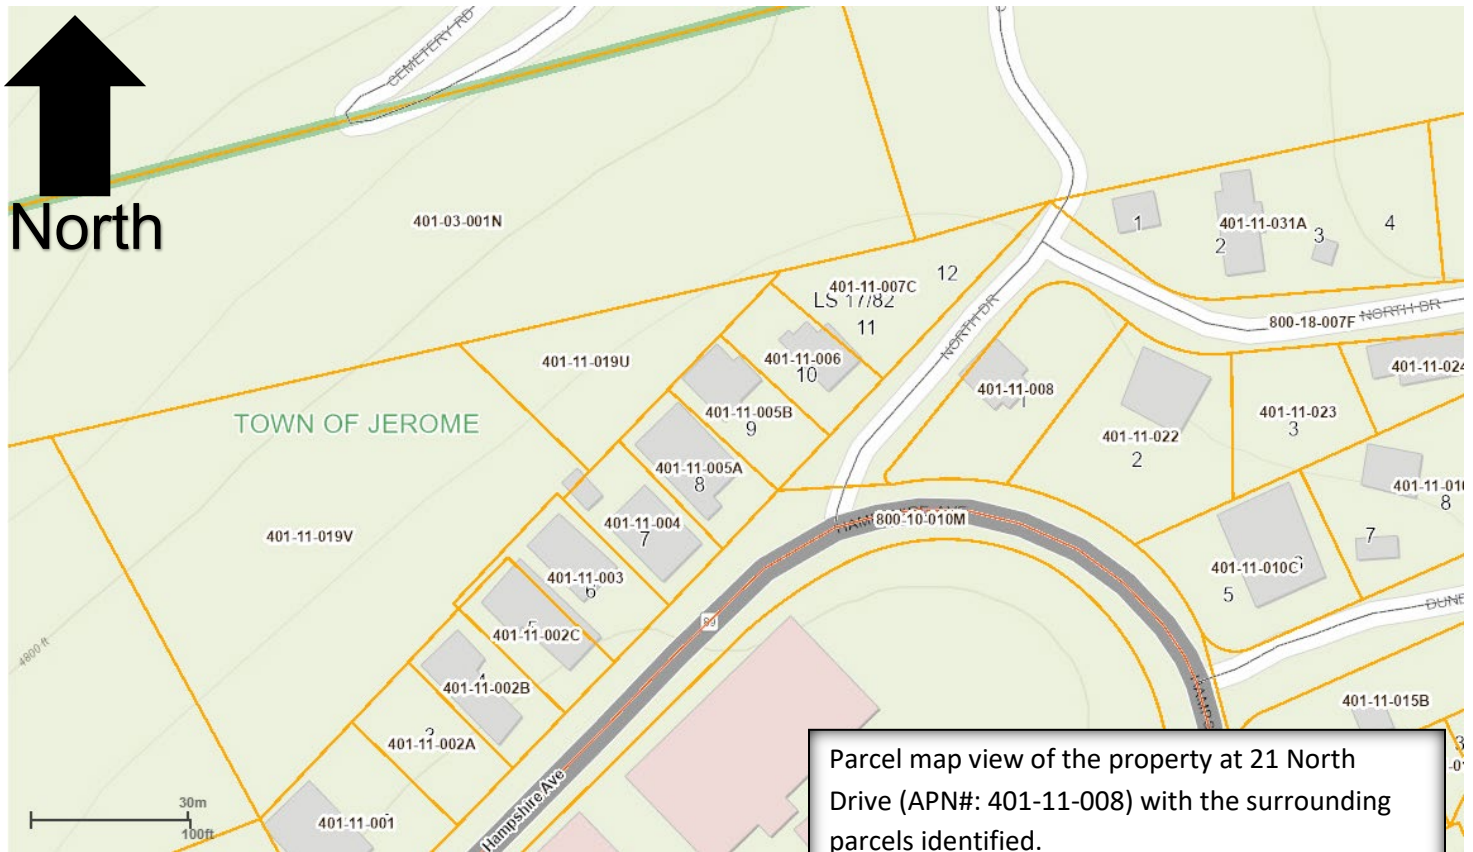 CEMETERY RD
North
401-03-001N
1
2
401-11-031A
3
4
12
401-11-007C
LS 17/82
11
NORTH DR
800-18-007F
NORTH DR
401-11-019U
401-11-006
10
401-11-024
401-11-008
1
401-11-005B
9
401-11-023
3
TOWN OF JEROME
401-11-022
2
401-11-005A
8
401-11-004
7
800-10-010M
401-11-019V
401-11-003
6
401-11-010C
5
7
8
89
5
401-11-002C
4800 ft
4
401-11-002B
401-11-015B
3
401-11-002A
Hampshire Ave
30m
100ft
401-11-001
Parcel map view of the property at 21 North
Drive (APN#: 401-11-008) with the surrounding
parcels identified.